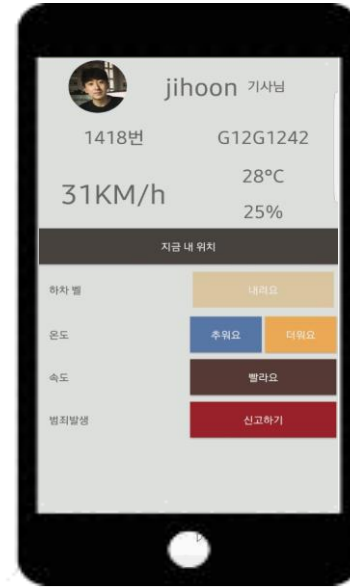 jihoon 기사님
1418번 G12G1242
31KM/h
28°C
25%
지금 내 위치
하차 벨 내려요
온도 추워요 더워요
속도 빨라요
범죄발생 신고하기